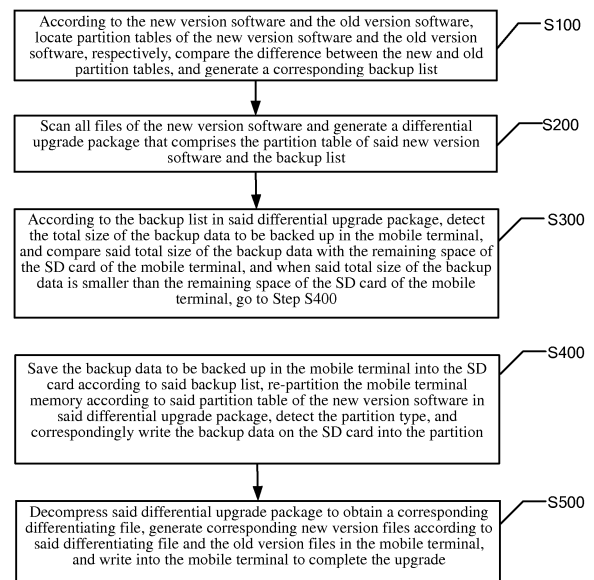 According to the new version software and the old version software,
locate partition tables of the new version software and the old version
software, respectively, compare the difference between the new and old
partition tables, and generate a corresponding backup list
S100
Scan all files of the new version software and generate a differential
upgrade package that comprises the partition table of said new version
software and the backup list
S200
According to the backup list in said differential upgrade package, detect
the total size of the backup data to be backed up in the mobile terminal,
and compare said total size of the backup data with the remaining space of
the SD card of the mobile terminal, and when said total size of the backup
data is smaller than the remaining space of the SD card of the mobile
terminal, go to Step S400
S300
Save the backup data to be backed up in the mobile terminal into the SD
card according to said backup list, re-partition the mobile terminal
memory according to said partition table of the new version software in
said differential upgrade package, detect the partition type, and
correspondingly write the backup data on the SD card into the partition
S400
Decompress said differential upgrade package to obtain a corresponding
differentiating file, generate corresponding new version files according to
said differentiating file and the old version files in the mobile terminal,
and write into the mobile terminal to complete the upgrade
S500